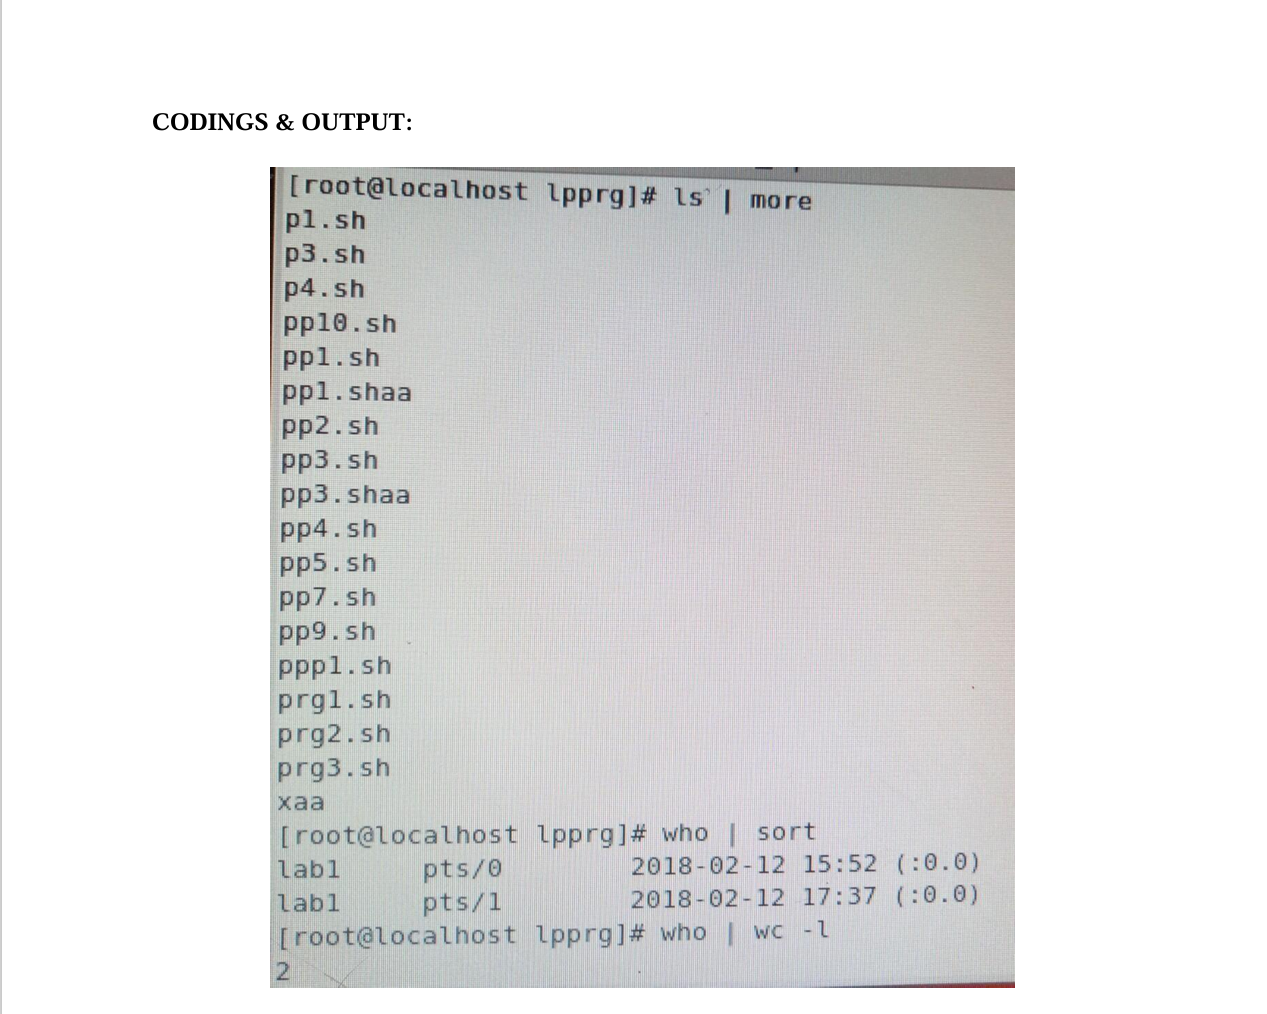 CODINGS & OUTPUT:
[root@localhost lpprg]# ls | more
p1.sh
p3.sh
p4.sh
pp10.sh
pp1.sh
pp1.shaa
pp2.sh
pp3.sh
pp3.shaa
pp4.sh
pp5.sh
pp7.sh
pp9.sh
ppp1.sh
prg1.sh
prg2.sh
prg3.sh
xaa
[root@localhost lpprg]# who | sort
lab1     pts/0        2018-02-12 15:52 (:0.0)
lab1     pts/1        2018-02-12 17:37 (:0.0)
[root@localhost lpprg]# who | wc -l
2